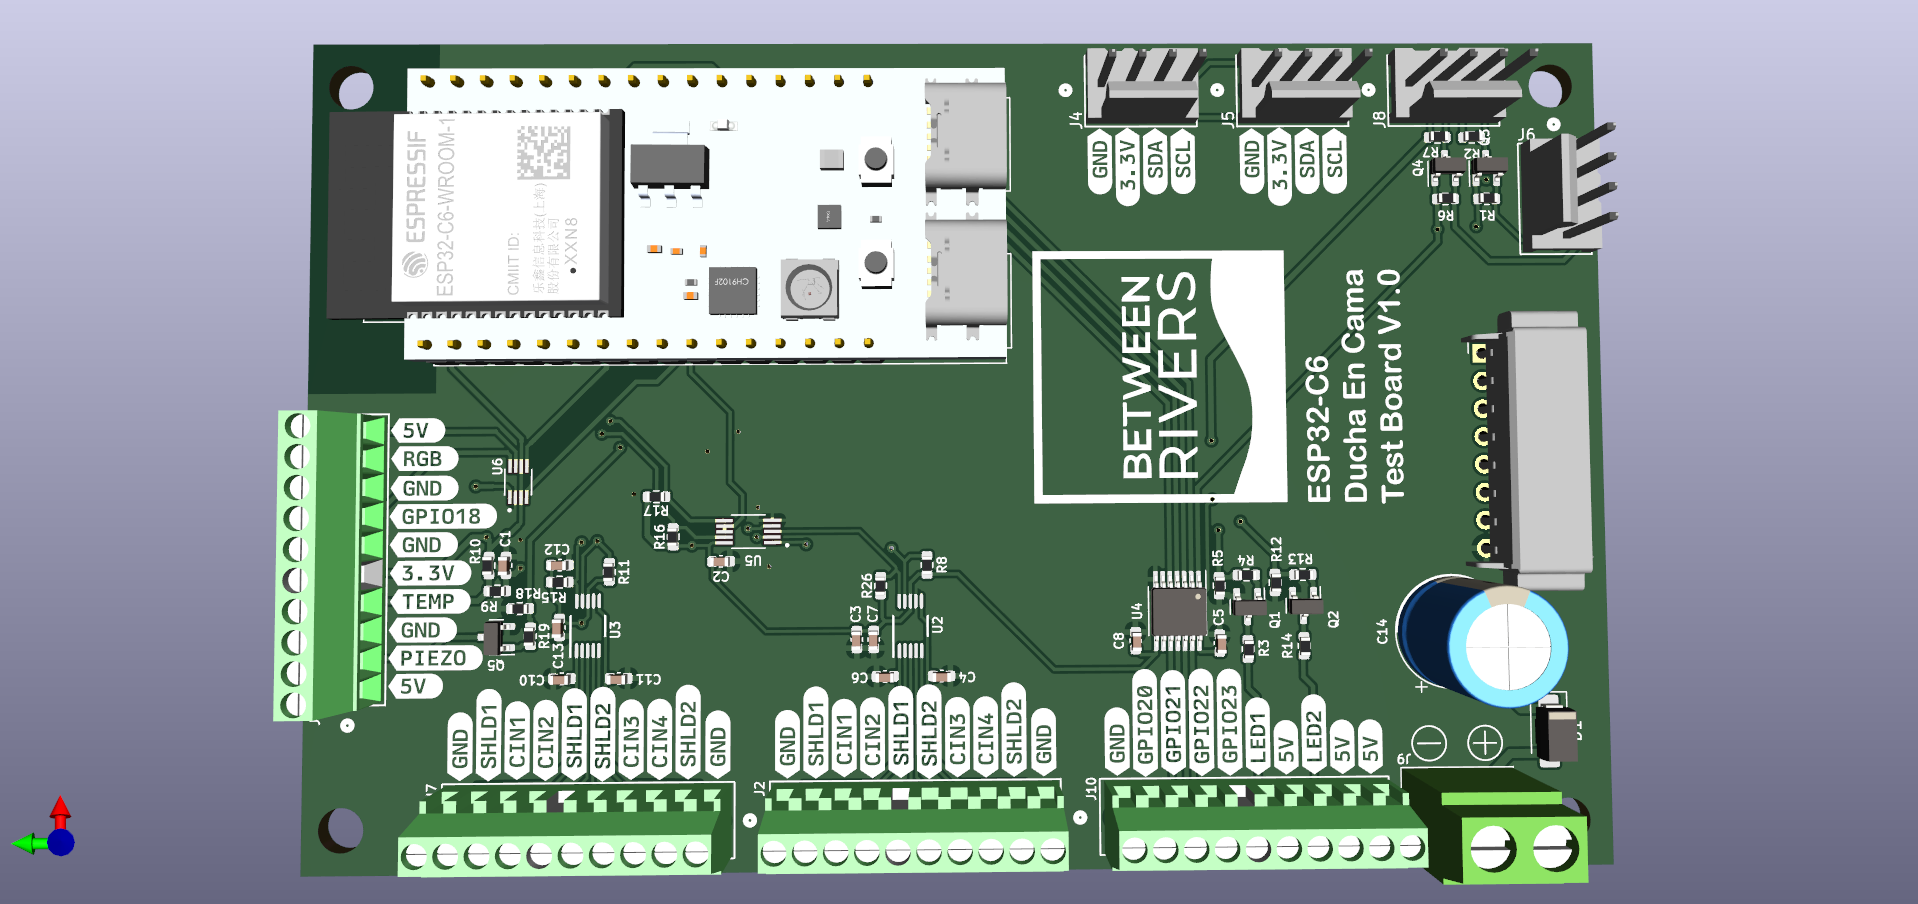 ESPRESSIF
ESP32-C6-WROOM-1
CMIIT ID:
乐鑫信息科技(上海)
股份有限公司
XXN8
CH9102F
J4
GND
3.3V
SDA
SCL
J5
GND
3.3V
SDA
SCL
J8
J6
R7
R2
Q4
R6
R1
BETWEEN
RIVERS
ESP32-C6
Ducha En Cama
Test Board V1.0
5V
RGB
GND
GPIO18
GND
3.3V
TEMP
GND
PIEZO
5V
U6
R10
C1
R9
R18
R19
Q5
C12
R15
R11
C13
U3
C10
C11
R17
R16
C2
U5
R26
R8
C3
C7
U2
C6
C4
U4
C8
C5
R5
R4
R12
R13
Q1
Q2
R3
R14
C14
+
J9
GND
SHLD1
CIN1
CIN2
SHLD1
SHLD2
CIN3
CIN4
SHLD2
GND
J2
GND
SHLD1
CIN1
CIN2
SHLD1
SHLD2
CIN3
CIN4
SHLD2
GND
J10
GND
GPIO20
GPIO21
GPIO22
GPIO23
LED1
5V
LED2
5V
5V